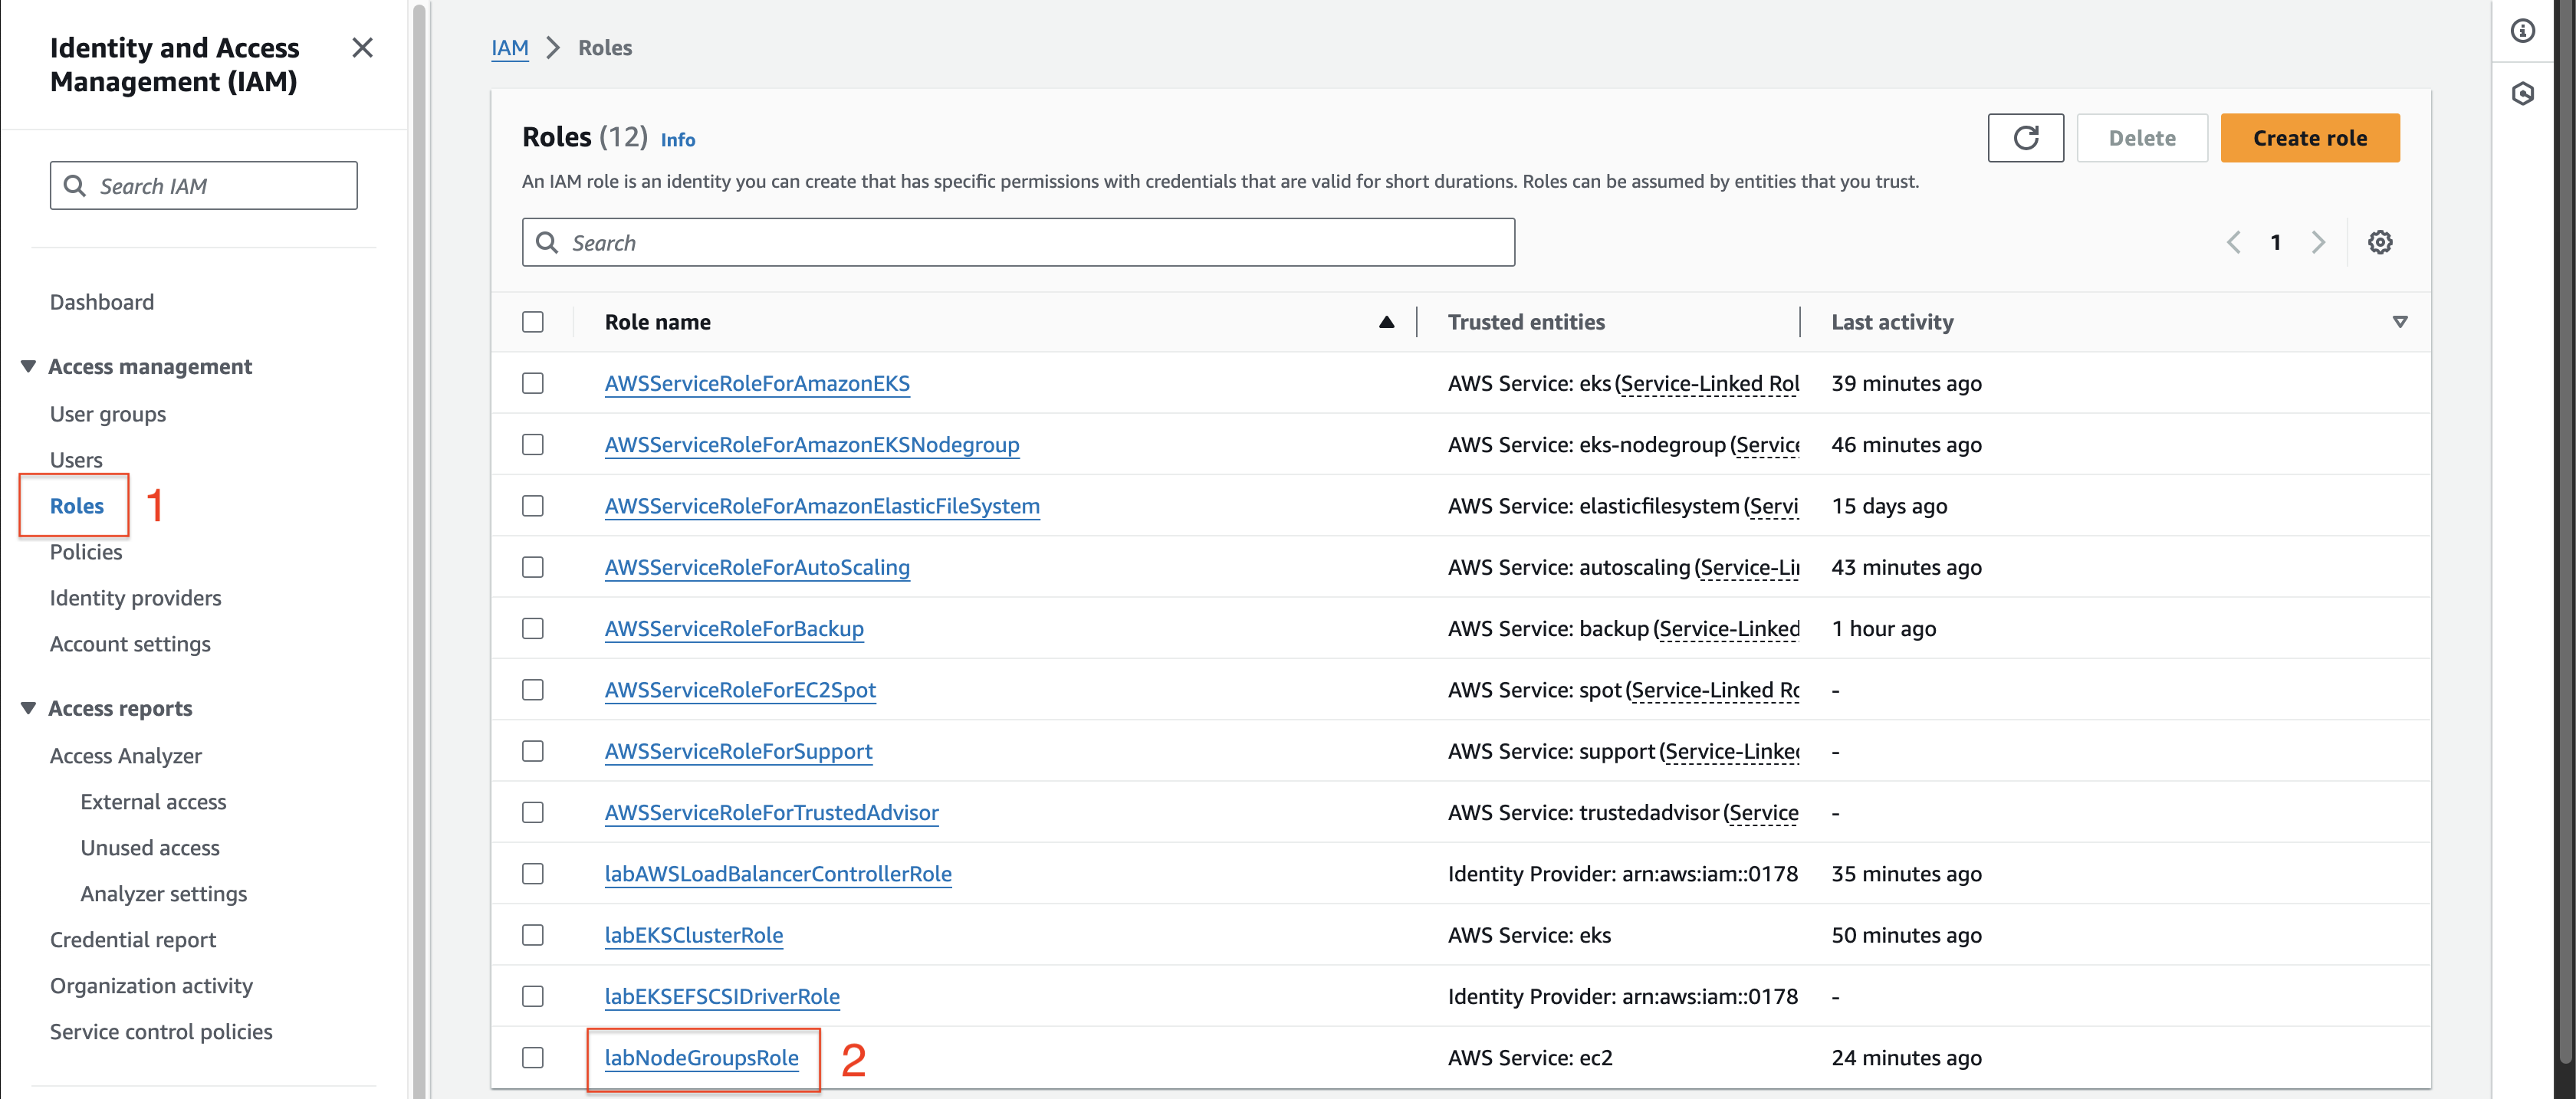 Identity and Access
Management (IAM)
Search IAM
Dashboard
Access management
User groups
Users
Roles
1
Policies
Identity providers
Account settings
Access reports
Access Analyzer
External access
Unused access
Analyzer settings
Credential report
Organization activity
Service control policies
IAM > Roles
Roles (12) Info
Delete
Create role
An IAM role is an identity you can create that has specific permissions with credentials that are valid for short durations. Roles can be assumed by entities that you trust.
Search
1
Role name Trusted entities Last activity
AWSServiceRoleForAmazonEKS AWS Service: eks (Service-Linked Rol 39 minutes ago
AWSServiceRoleForAmazonEKSNodegroup AWS Service: eks-nodegroup (Service 46 minutes ago
AWSServiceRoleForAmazonElasticFileSystem AWS Service: elasticfilesystem (Servi 15 days ago
AWSServiceRoleForAutoScaling AWS Service: autoscaling (Service-Li 43 minutes ago
AWSServiceRoleForBackup AWS Service: backup (Service-Linked 1 hour ago
AWSServiceRoleForEC2Spot AWS Service: spot (Service-Linked Ro -
AWSServiceRoleForSupport AWS Service: support (Service-Linked -
AWSServiceRoleForTrustedAdvisor AWS Service: trustedadvisor (Service -
labAWSLoadBalancerControllerRole Identity Provider: arn:aws:iam::0178 35 minutes ago
labEKSClusterRole AWS Service: eks 50 minutes ago
labEKSEFSCSIDriverRole Identity Provider: arn:aws:iam::0178 -
labNodeGroupsRole 2 AWS Service: ec2 24 minutes ago